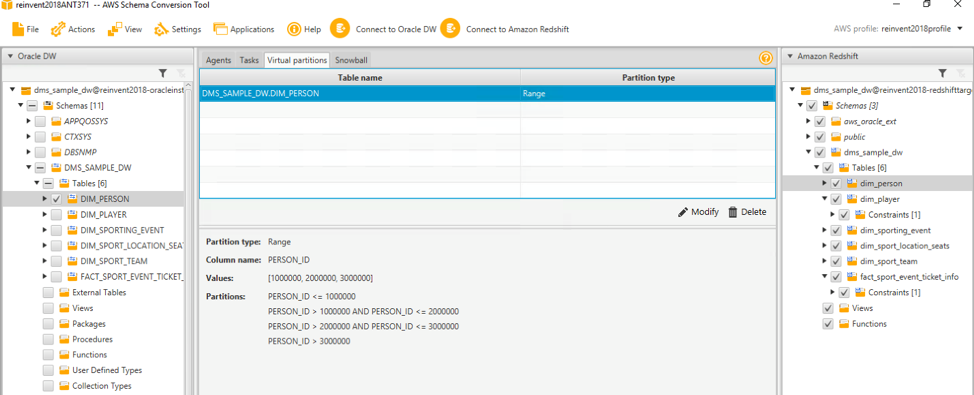 reinvent2018ANT371 -- AWS Schema Conversion Tool
File Actions View Settings Applications Help Connect to Oracle DW Connect to Amazon Redshift AWS profile: reinvent2018profile
Oracle DW
dms_sample_dw@reinvent2018-oracleinst
Schemas [11]
APPQOSSYS
CTXSYS
DBSNMP
DMS_SAMPLE_DW
Tables [6]
DIM_PERSON
DIM_PLAYER
DIM_SPORTING_EVENT
DIM_SPORT_LOCATION_SEAT
DIM_SPORT_TEAM
FACT_SPORT_EVENT_TICKET_
External Tables
Views
Packages
Procedures
Functions
User Defined Types
Collection Types
Agents Tasks Virtual partitions Snowball
Table name Partition type
DMS_SAMPLE_DW.DIM_PERSON Range
Modify Delete
Partition type: Range
Column name: PERSON_ID
Values: [1000000, 2000000, 3000000]
Partitions: PERSON_ID <= 1000000
PERSON_ID > 1000000 AND PERSON_ID <= 2000000
PERSON_ID > 2000000 AND PERSON_ID <= 3000000
PERSON_ID > 3000000
Amazon Redshift
dms_sample_dw@reinvent2018-redshifttarg
Schemas [3]
aws_oracle_ext
public
dms_sample_dw
Tables [6]
dim_person
dim_player
Constraints [1]
dim_sporting_event
dim_sport_location_seats
dim_sport_team
fact_sport_event_ticket_info
Constraints [1]
Views
Functions